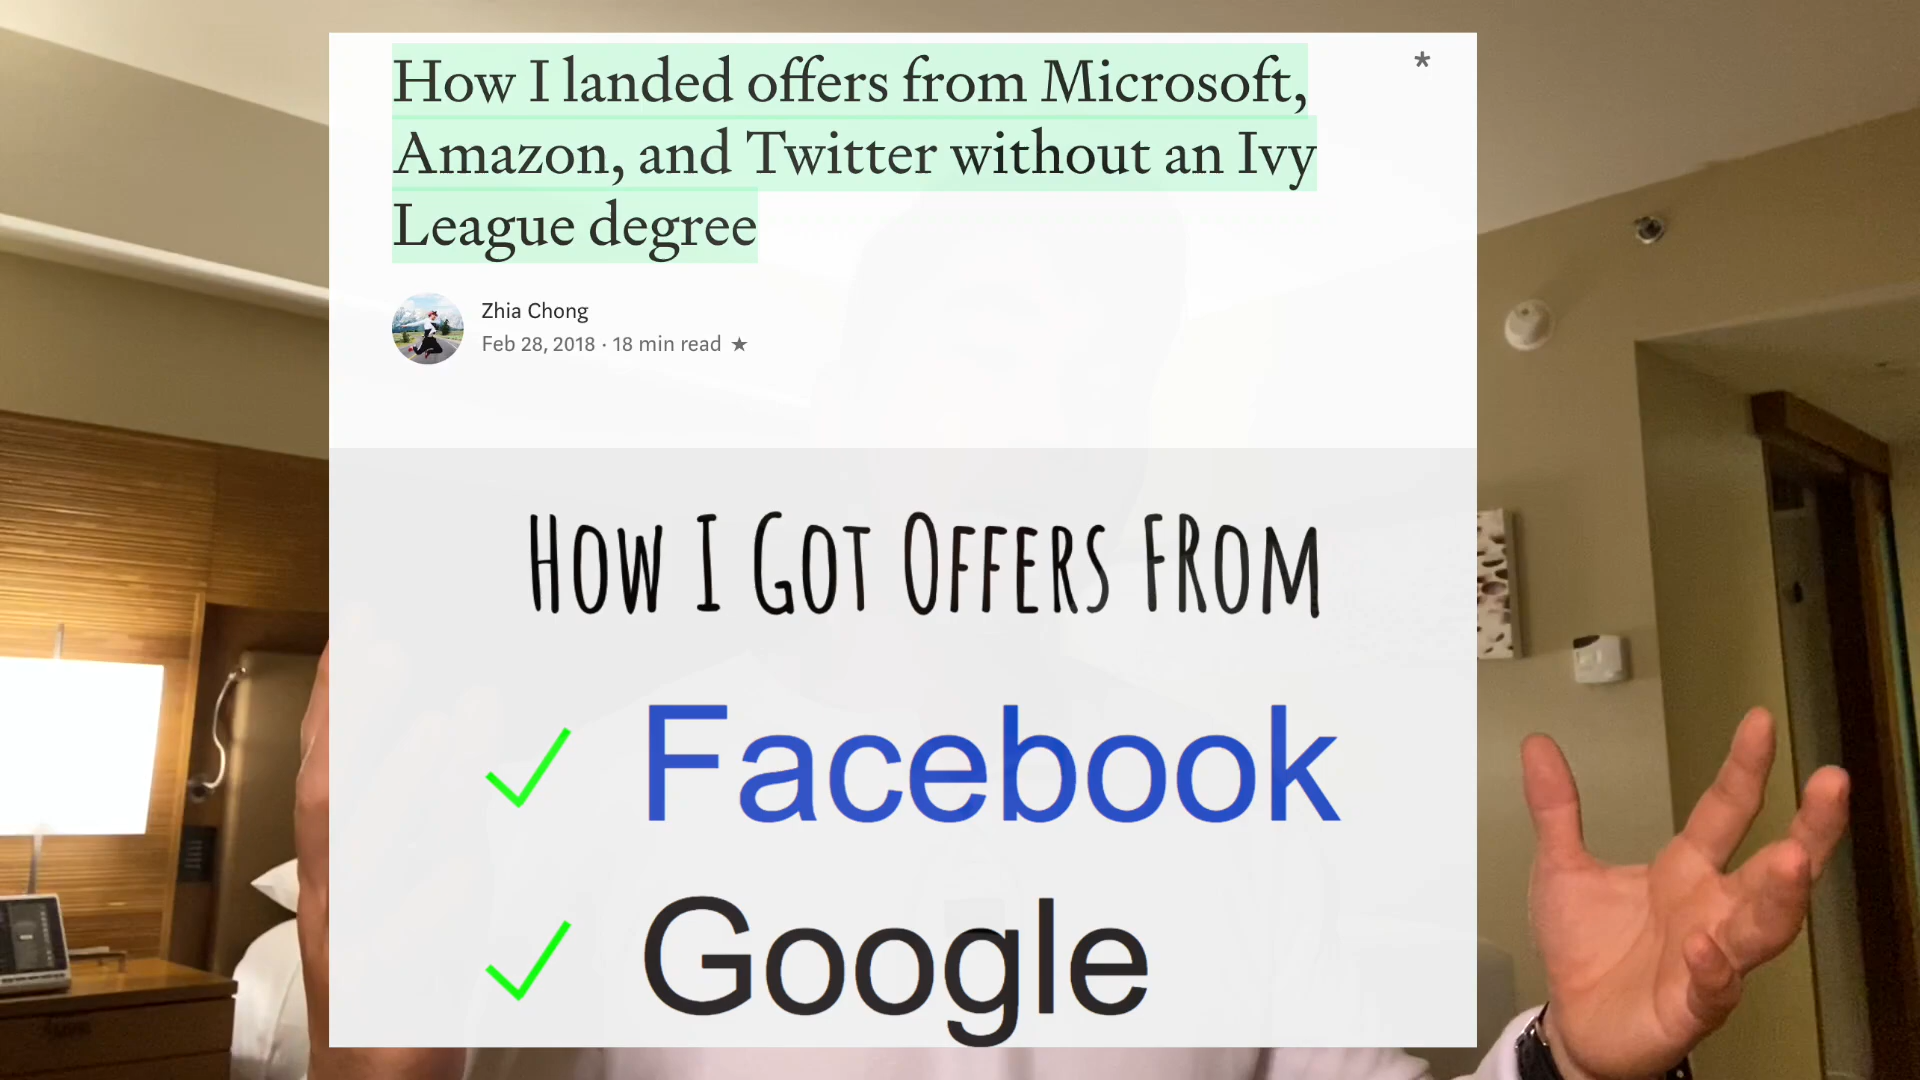 How I landed offers from Microsoft,
Amazon, and Twitter without an Ivy
League degree
*
Zhia Chong
Feb 28, 2018 · 18 min read ★
How I Got Offers From
✓ Facebook
✓ Google